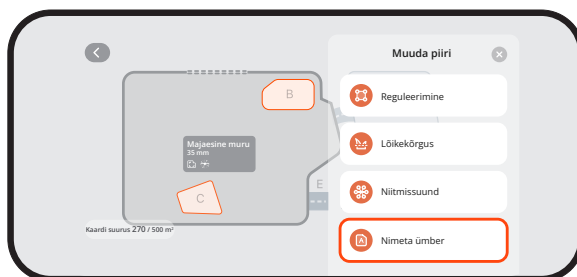 Muuda piiri
B
Reguleerimine
Majaesine muru
35 mm
Lõikekõrgus
E
Niitmissuund
C
Kaardi suurus 270 / 500 m²
A
Nimeta ümber